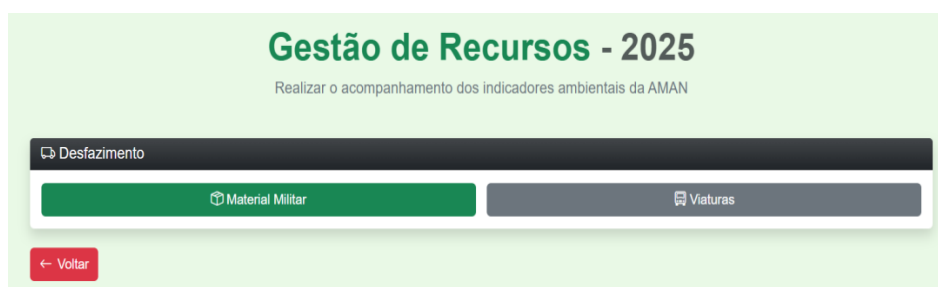 Gestão de Recursos - 2025
Realizar o acompanhamento dos indicadores ambientais da AMAN
Desfazimento
Material Militar
Viaturas
← Voltar